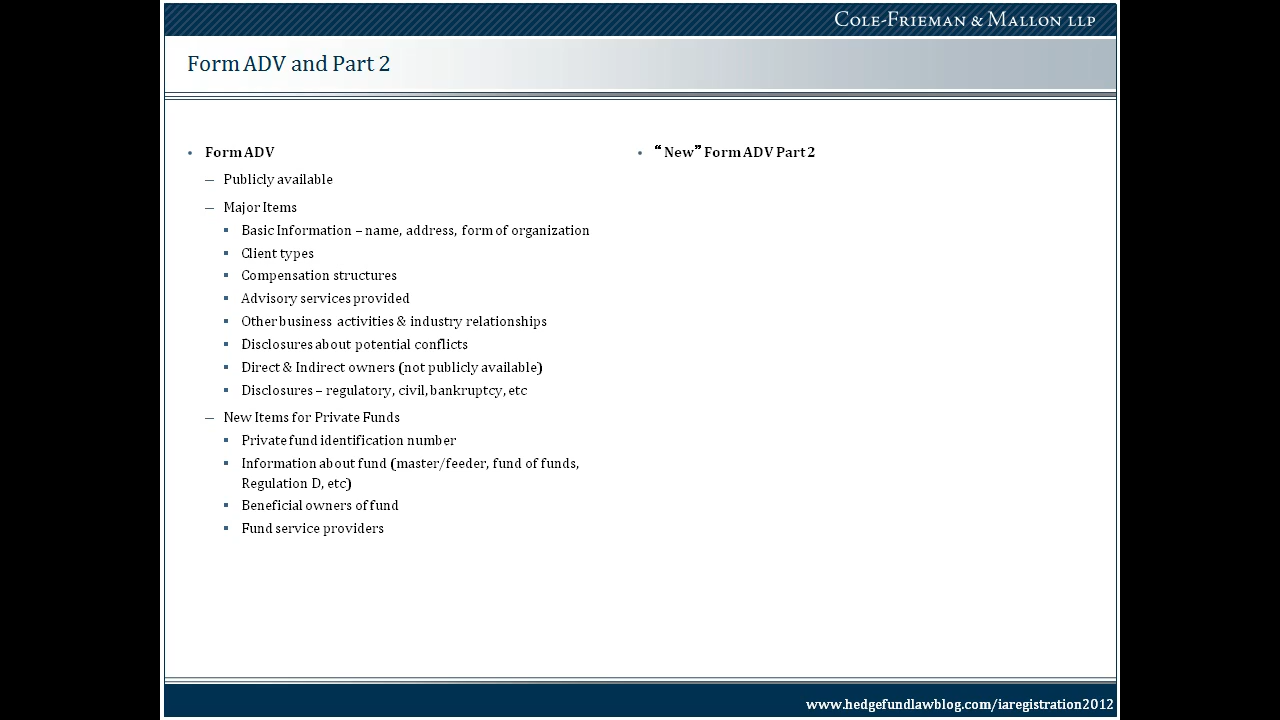 COLE-FRIEMAN & MALLON LLP
Form ADV and Part 2
• Form ADV
– Publicly available
– Major Items
▪ Basic Information – name, address, form of organization
▪ Client types
▪ Compensation structures
▪ Advisory services provided
▪ Other business activities & industry relationships
▪ Disclosures about potential conflicts
▪ Direct & Indirect owners (not publicly available)
▪ Disclosures – regulatory, civil, bankruptcy, etc
– New Items for Private Funds
▪ Private fund identification number
▪ Information about fund (master/feeder, fund of funds,
Regulation D, etc)
▪ Beneficial owners of fund
▪ Fund service providers
• “New” Form ADV Part 2
www.hedgefundlawblog.com/iaregistration2012